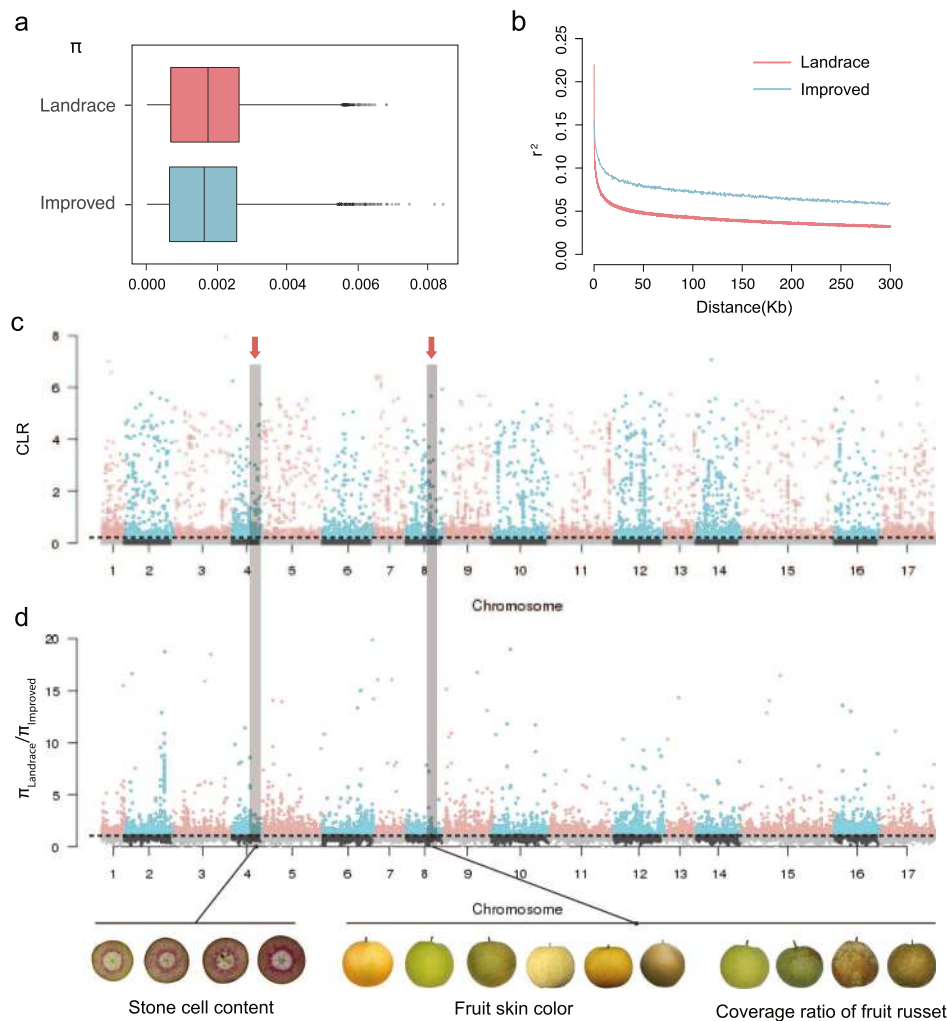 a
π
Landrace
Improved
0.000 0.002 0.004 0.006 0.008
b
0.25
0.20
0.15
0.10
0.05
0.00
r²
Landrace
Improved
0 50 100 150 200 250 300
Distance(Kb)
c
8
6
4
2
0
CLR
1 2 3 4 5 6 7 8 9 10 11 12 13 14 15 16 17
Chromosome
d
20
15
10
5
0
πLandrace/πImproved
1 2 3 4 5 6 7 8 9 10 11 12 13 14 15 16 17
Chromosome
Stone cell content
Fruit skin color
Coverage ratio of fruit russet